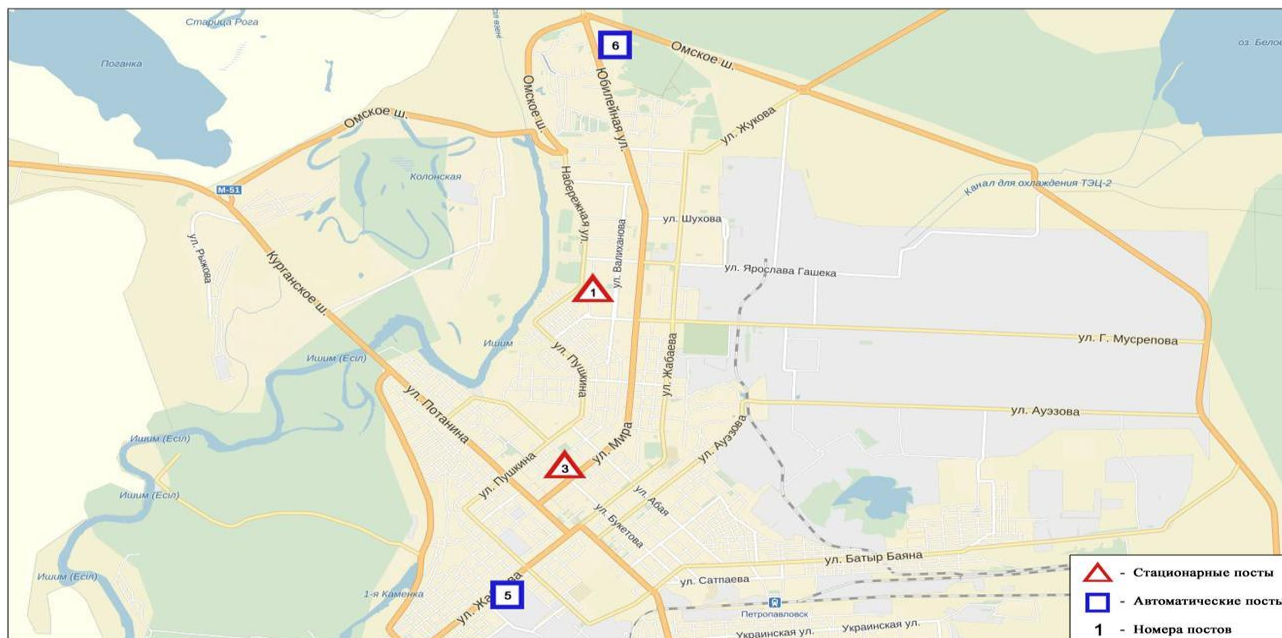 Старица Рога
Поганка
оз. Бело
6
Омское ш.
Юбилейная ул.
Омское ш.
Омское ш.
ул. Жукова
Колонская
М-51
Канал для охлаждения ТЭЦ-2
Набережная ул.
ул. Шухова
ул. Валиханова
ул. Рыжкова
ул. Ярослава Гашека
Курганское ш.
1
Ишим
Ишим (Есіл)
ул. Г. Мусрепова
ул. Пушкина
ул. Жабаева
ул. Потанина
ул. Ауэзова
ул. Ауэзова
ул. Мира
3
ул. Пушкина
Ишим (Есіл)
ул. Абая
Ишим (Есіл)
ул. Букетова
ул. Батыр Баяна
Ишим (Есіл)
ул. Сатпаева
1-я Каменка
5
Петропавловск
Украинская ул.
Украинская ул.
- Стационарные посты
- Автоматические посты
1 - Номера постов